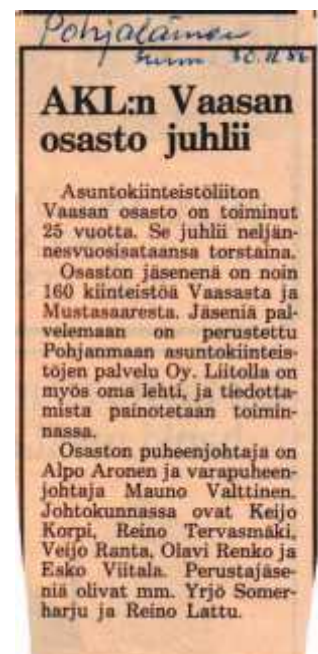 Pohjalainen
AKL:n Vaasan
osasto juhlii
Asuntokiinteistöliiton
Vaasan osasto on toiminut
25 vuotta. Se juhlii neljän-
nesvuosisataansa torstaina.
Osaston jäsenenä on noin
160 kiinteistöä Vaasasta ja
Mustasaaresta. Jäseniä pal-
velemaan on perustettu
Pohjanmaan asuntokiinteis-
töjen palvelu Oy. Liitolla on
myös oma lehti, ja tiedotta-
mista painotetaan toimin-
nassa.
Osaston puheenjohtaja on
Alpo Aronen ja varapuheen-
johtaja Mauno Valttinen.
Johtokunnassa ovat Keijo
Korpi, Reino Tervasmäki,
Veijo Ranta, Olavi Renko ja
Esko Viitala. Perustajäse-
niä olivat mm. Yrjö Somer-
harju ja Reino Lattu.